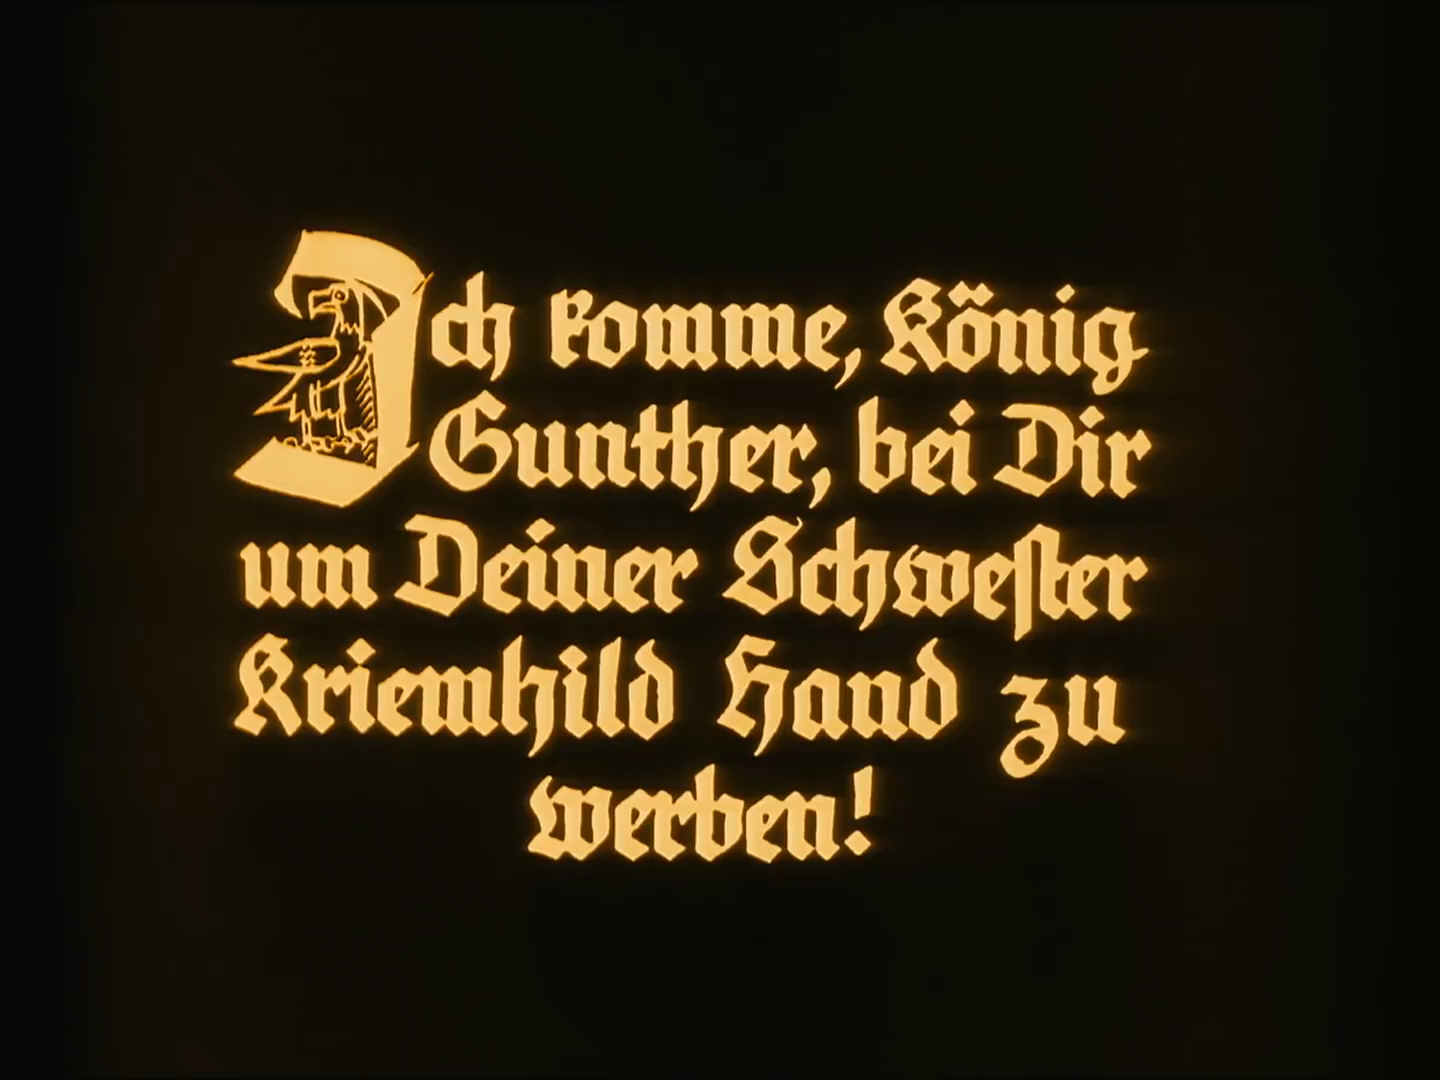 Ich komme, König
Gunther, bei Dir
um Deiner Schweſter
Kriemhild Hand zu
werben!